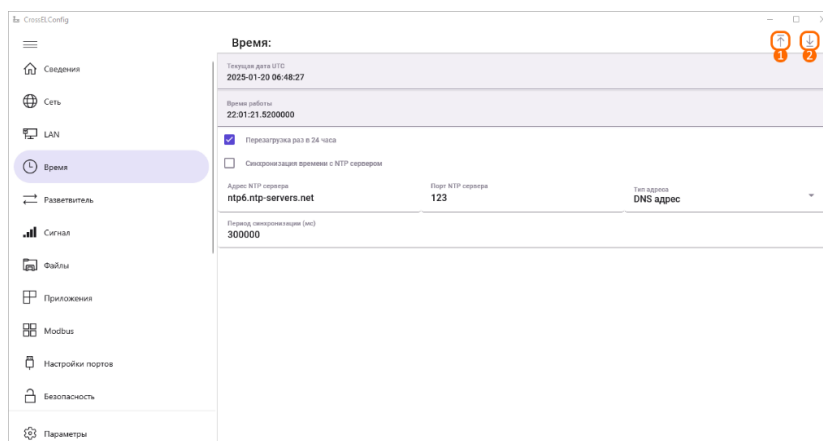 CrossELConfig
Время:
1
2
Сведения
Сеть
LAN
Время
Разветвитель
Сигнал
Файлы
Приложения
Modbus
Настройки портов
Безопасность
Параметры
Текущая дата UTC
2025-01-20 06:48:27
Время работы
22:01:21.5200000
Перезагрузка раз в 24 часа
Синхронизация времени с NTP сервером
Адрес NTP сервера
ntp6.ntp-servers.net
Порт NTP сервера
123
Тип адреса
DNS адрес
Период синхронизации (мс)
300000